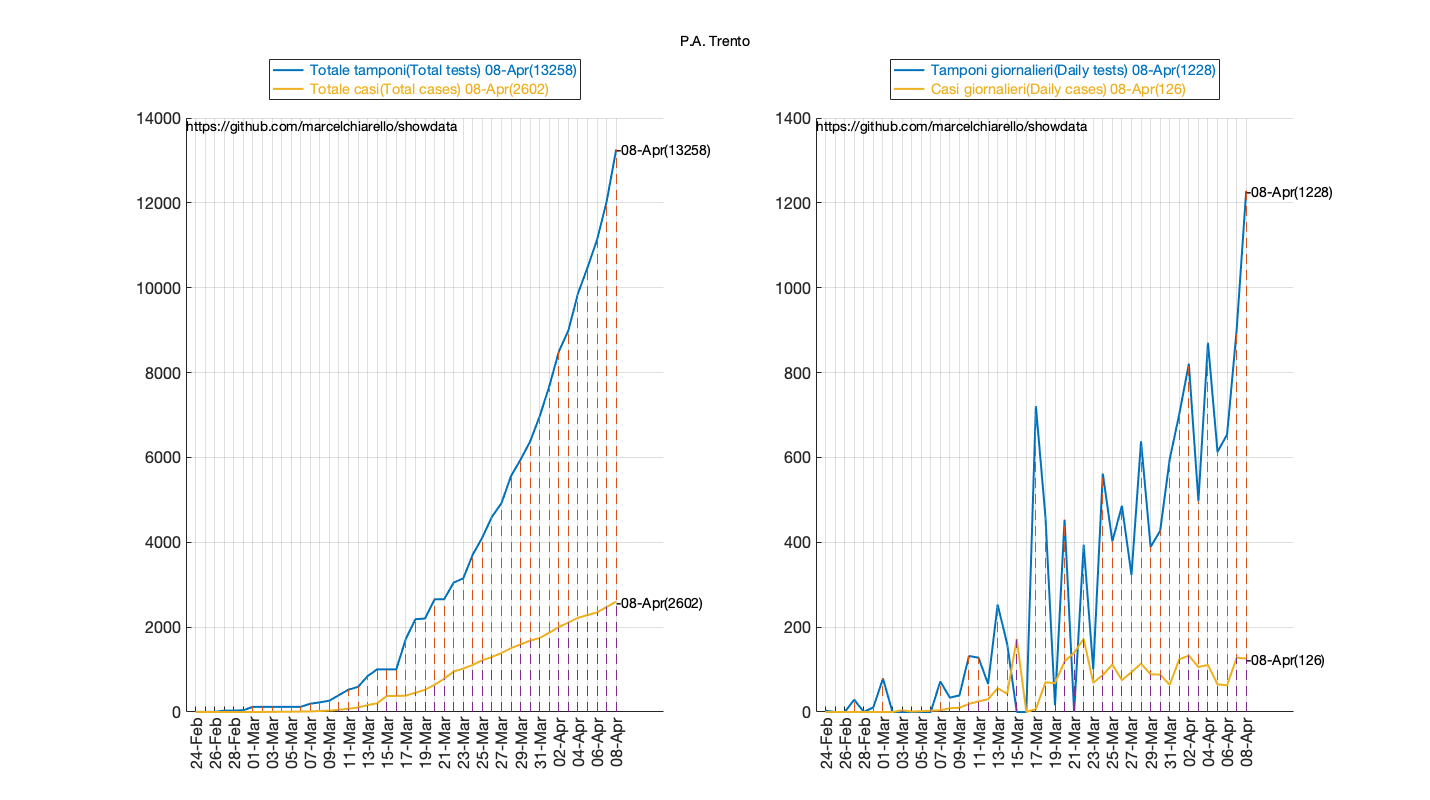 P.A. Trento
Totale tamponi(Total tests) 08-Apr(13258)
Totale casi(Total cases) 08-Apr(2602)
https://github.com/marcelchiarello/showdata
14000
12000
10000
8000
6000
4000
2000
0
08-Apr(13258)
08-Apr(2602)
24-Feb
26-Feb
28-Feb
01-Mar
03-Mar
05-Mar
07-Mar
09-Mar
11-Mar
13-Mar
15-Mar
17-Mar
19-Mar
21-Mar
23-Mar
25-Mar
27-Mar
29-Mar
31-Mar
02-Apr
04-Apr
06-Apr
08-Apr
Tamponi giornalieri(Daily tests) 08-Apr(1228)
Casi giornalieri(Daily cases) 08-Apr(126)
https://github.com/marcelchiarello/showdata
1400
1200
1000
800
600
400
200
0
08-Apr(1228)
08-Apr(126)
24-Feb
26-Feb
28-Feb
01-Mar
03-Mar
05-Mar
07-Mar
09-Mar
11-Mar
13-Mar
15-Mar
17-Mar
19-Mar
21-Mar
23-Mar
25-Mar
27-Mar
29-Mar
31-Mar
02-Apr
04-Apr
06-Apr
08-Apr